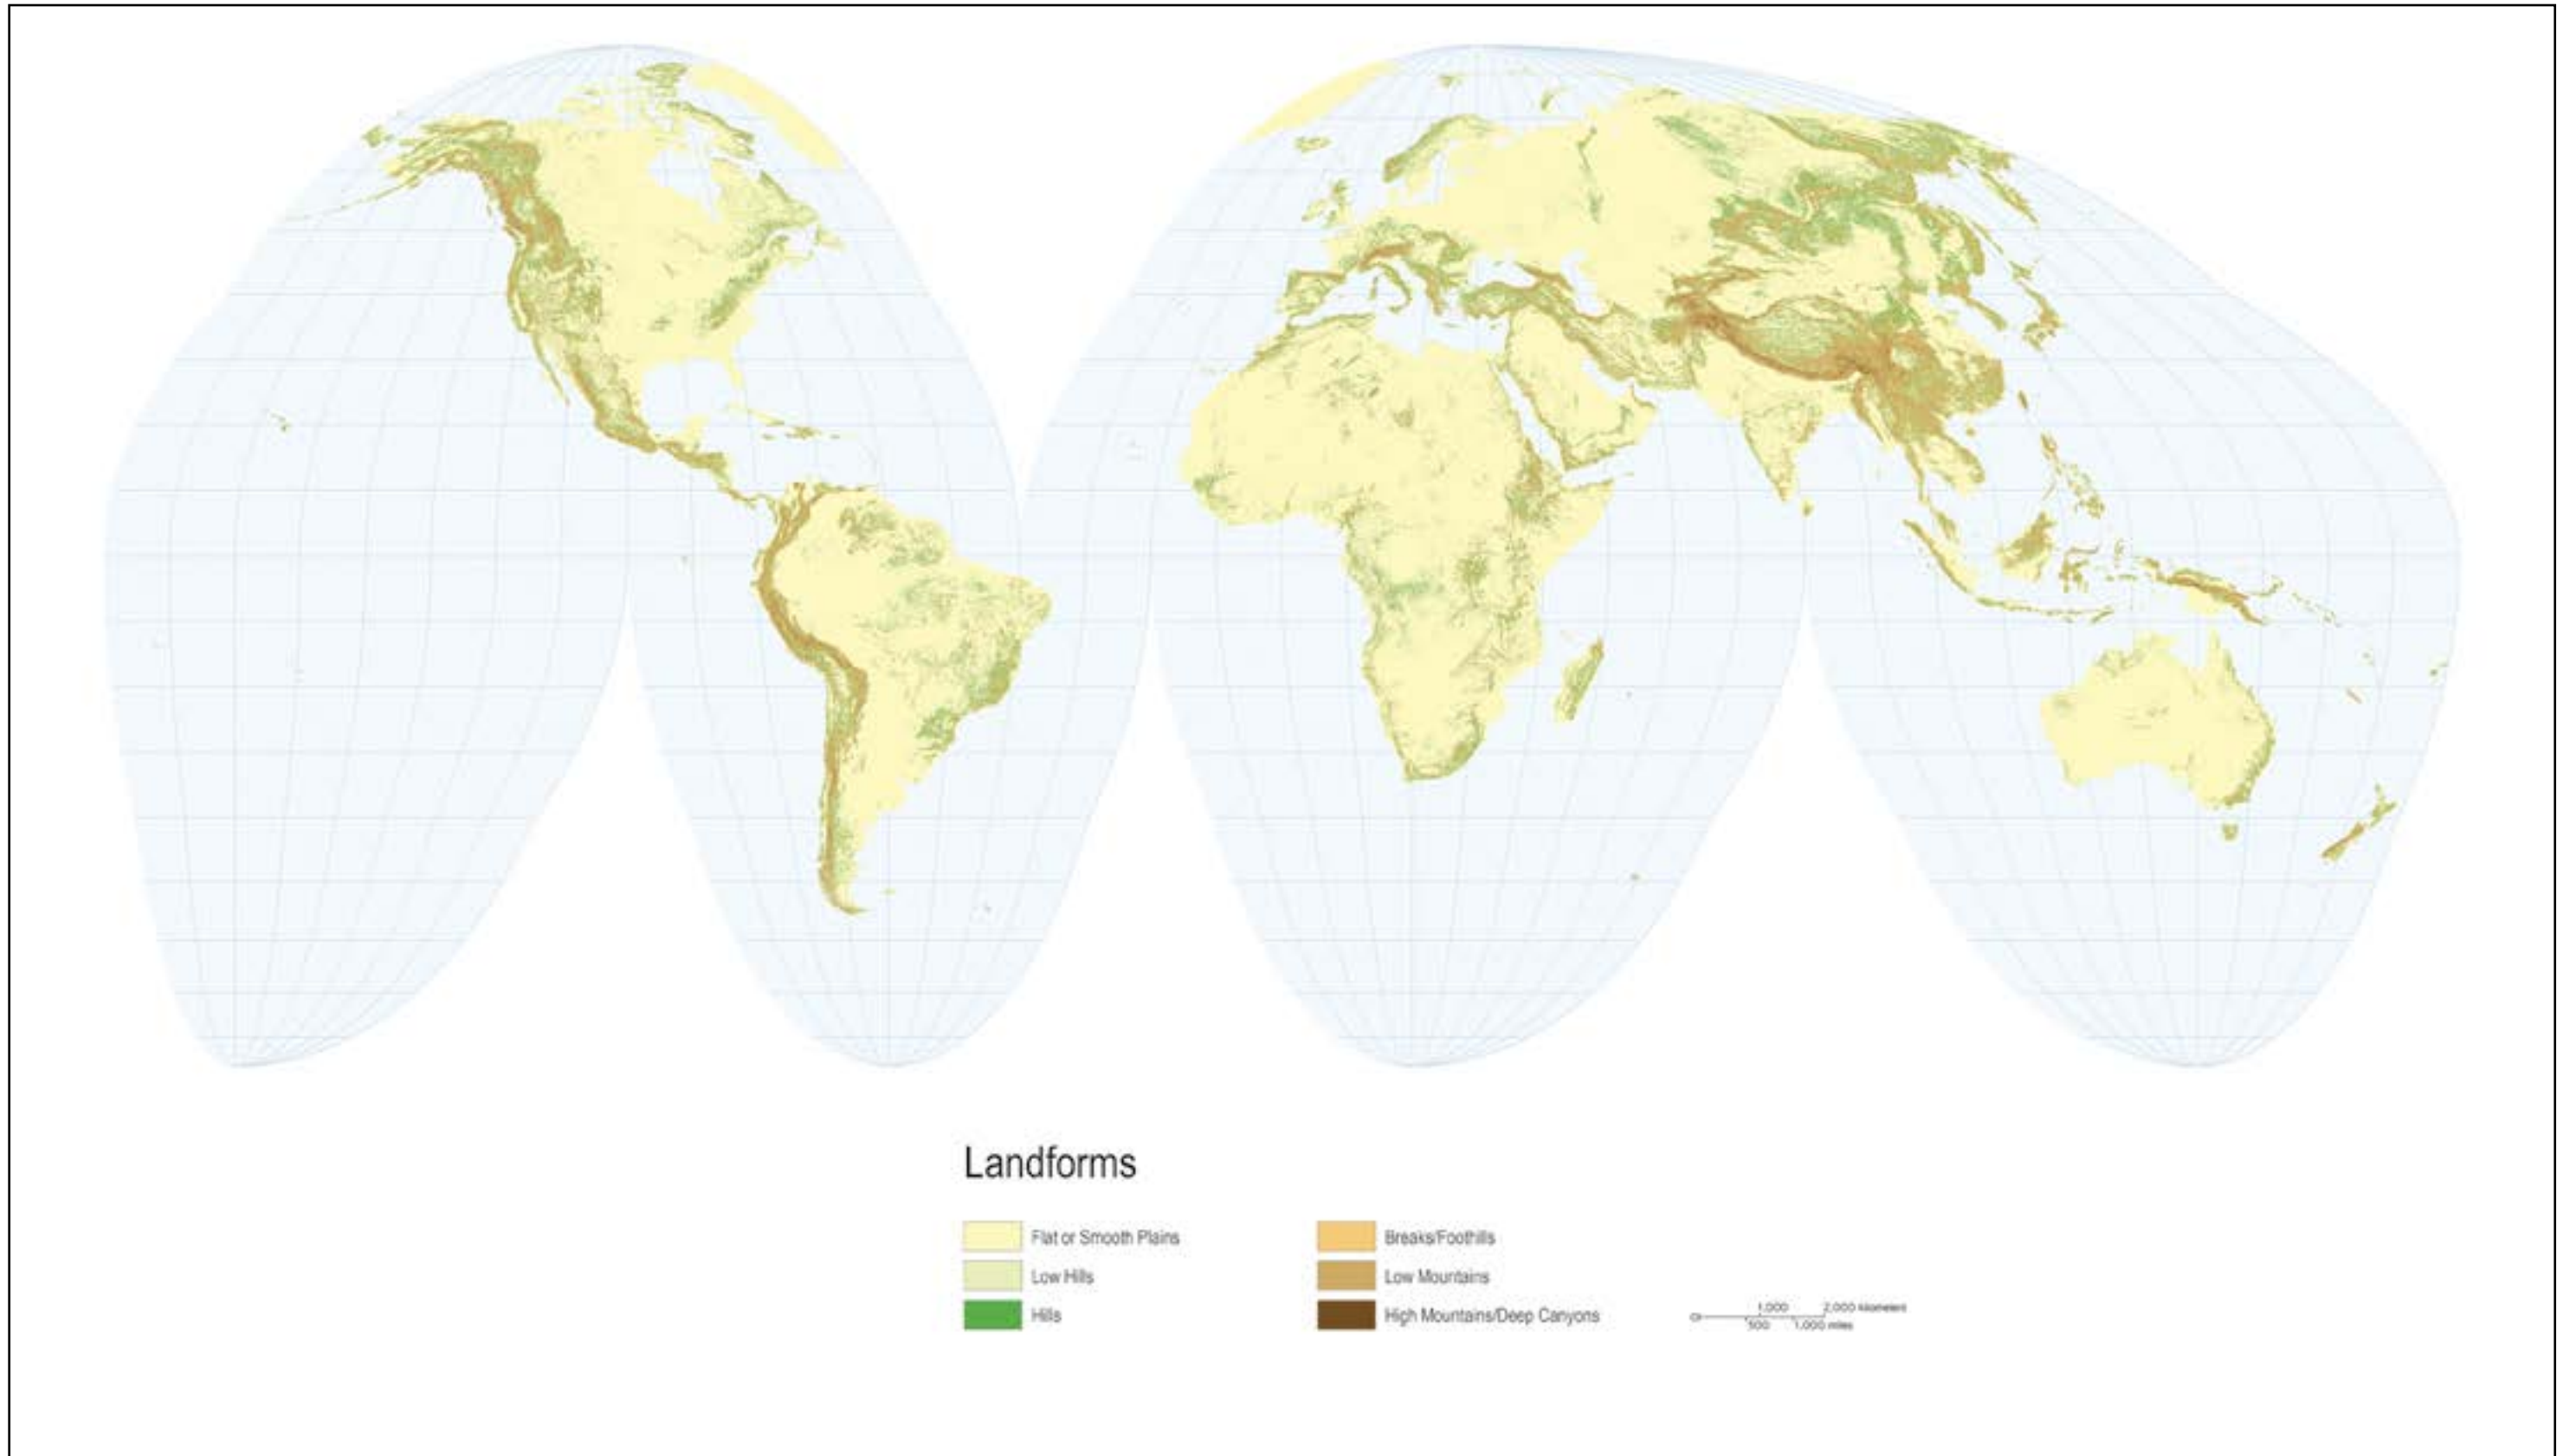 Landforms
Flat or Smooth Plains
Low Hills
Hills
Breaks/Foothills
Low Mountains
High Mountains/Deep Canyons
0 1,000 2,000 kilometers
500 1,000 miles